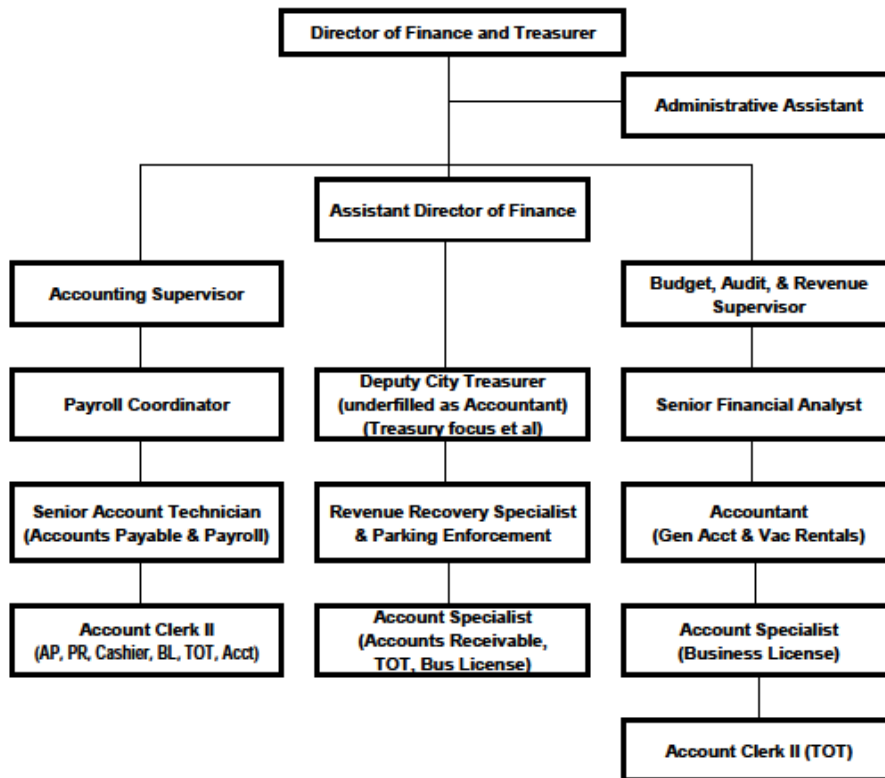 Director of Finance and Treasurer
Administrative Assistant
Assistant Director of Finance
Accounting Supervisor
Budget, Audit, & Revenue
Supervisor
Payroll Coordinator
Deputy City Treasurer
(underfilled as Accountant)
(Treasury focus et al)
Senior Financial Analyst
Senior Account Technician
(Accounts Payable & Payroll)
Revenue Recovery Specialist
& Parking Enforcement
Accountant
(Gen Acct & Vac Rentals)
Account Clerk II
(AP, PR, Cashier, BL, TOT, Acct)
Account Specialist
(Accounts Receivable,
TOT, Bus License)
Account Specialist
(Business License)
Account Clerk II (TOT)